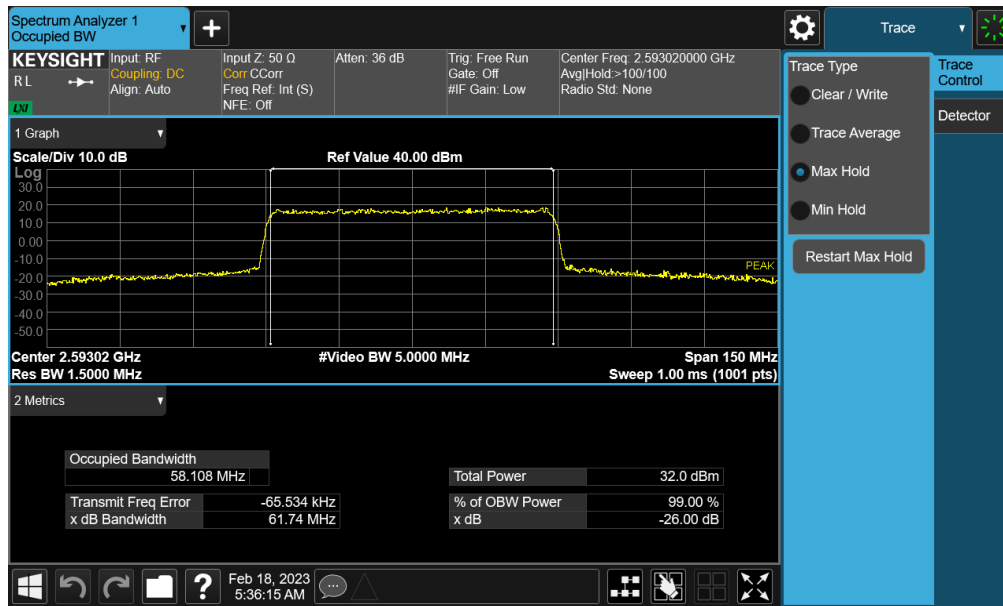 Spectrum Analyzer 1
Occupied BW
+
Trace
KEYSIGHT Input: RF Input Z: 50 Ω Atten: 36 dB Trig: Free Run Center Freq: 2.593020000 GHz
RL Coupling: DC Corr CCorr Gate: Off Avg|Hold:>100/100
Align: Auto Freq Ref: Int (S) #IF Gain: Low Radio Std: None
LXI NFE: Off
Trace Type
Clear / Write
Trace Average
Max Hold
Min Hold
Restart Max Hold
Trace
Control
Detector
1 Graph
Scale/Div 10.0 dB Ref Value 40.00 dBm
Log
30.0
20.0
10.0
0.00
-10.0
PEAK
-20.0
-30.0
-40.0
-50.0
Center 2.59302 GHz #Video BW 5.0000 MHz Span 150 MHz
Res BW 1.5000 MHz Sweep 1.00 ms (1001 pts)
2 Metrics
Occupied Bandwidth
58.108 MHz Total Power 32.0 dBm
Transmit Freq Error -65.534 kHz % of OBW Power 99.00 %
x dB Bandwidth 61.74 MHz x dB -26.00 dB
? Feb 18, 2023
5:36:15 AM